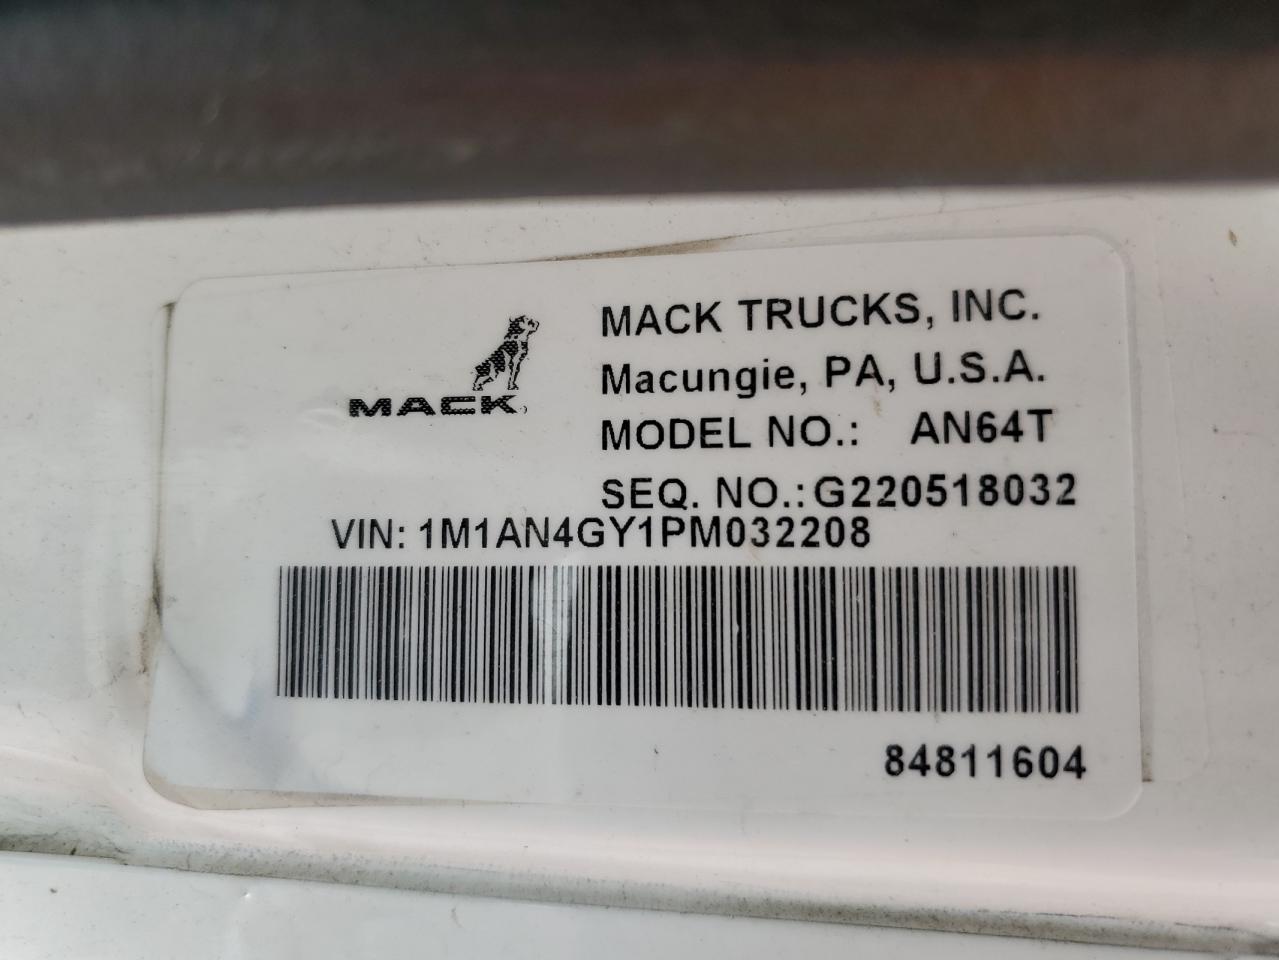 MACK
MACK TRUCKS, INC.
Macungie, PA, U.S.A.
MODEL NO.: AN64T
SEQ. NO.: G220518032
VIN: 1M1AN4GY1PM032208
84811604